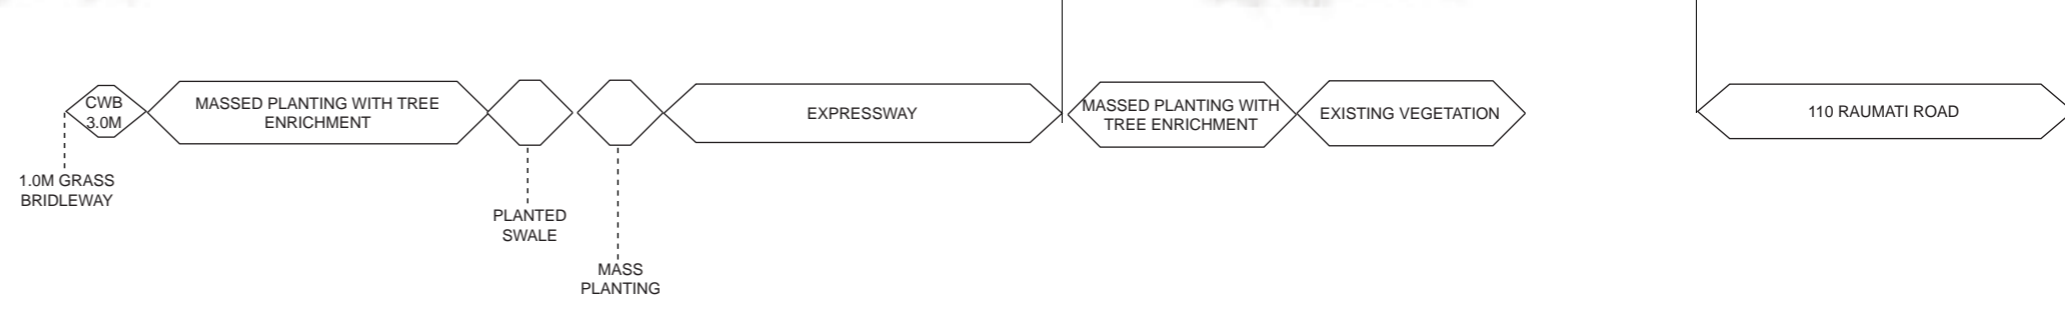 CWB
3.0M
MASSED PLANTING WITH TREE
ENRICHMENT
EXPRESSWAY
MASSED PLANTING WITH
TREE ENRICHMENT
EXISTING VEGETATION
110 RAUMATI ROAD
1.0M GRASS
BRIDLEWAY
PLANTED
SWALE
MASS
PLANTING